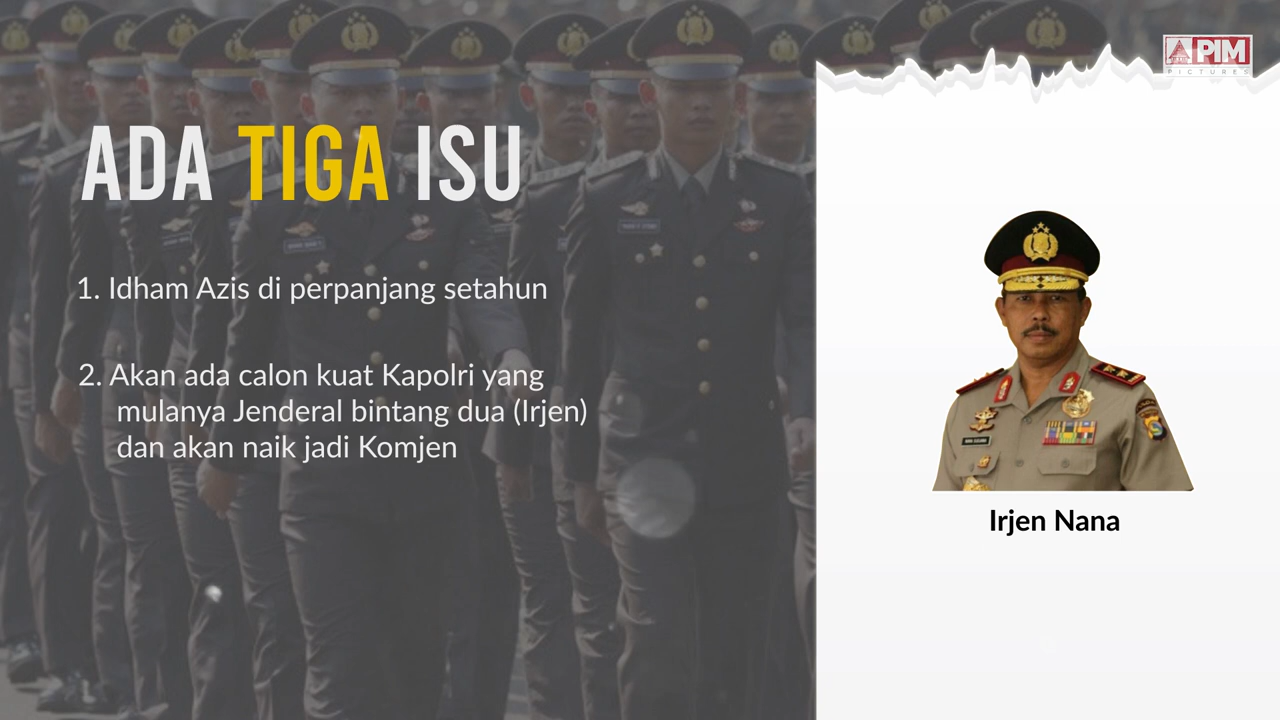 APIM
PICTURES
ADA TIGA ISU
1. Idham Azis di perpanjang setahun
2. Akan ada calon kuat Kapolri yang
mulanya Jenderal bintang dua (Irjen)
dan akan naik jadi Komjen
Irjen Nana